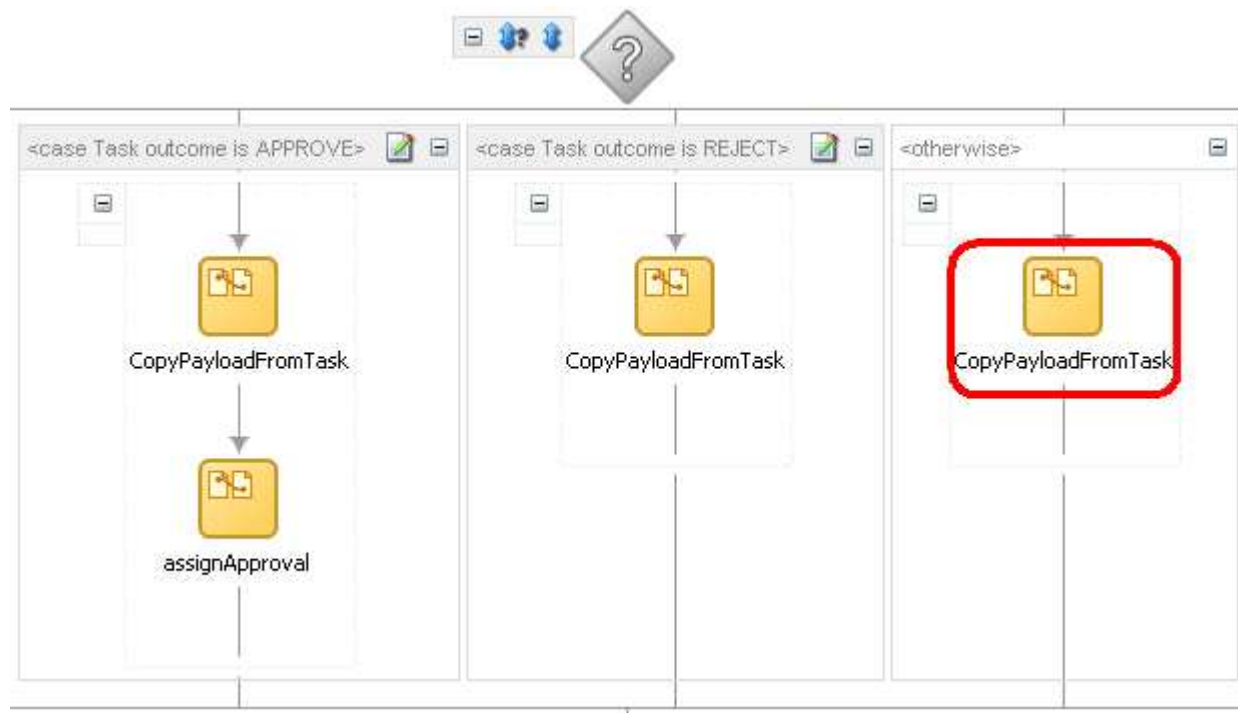 ?
?
<case Task outcome is APPROVE>
<case Task outcome is REJECT>
<otherwise>
CopyPayloadFromTask
CopyPayloadFromTask
CopyPayloadFromTask
assignApproval